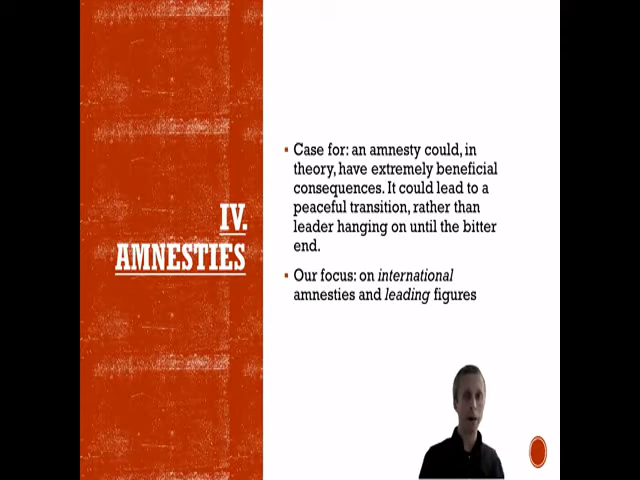 IV.
AMNESTIES
▪ Case for: an amnesty could, in
theory, have extremely beneficial
consequences. It could lead to a
peaceful transition, rather than
leader hanging on until the bitter
end.
▪ Our focus: on international
amnesties and leading figures